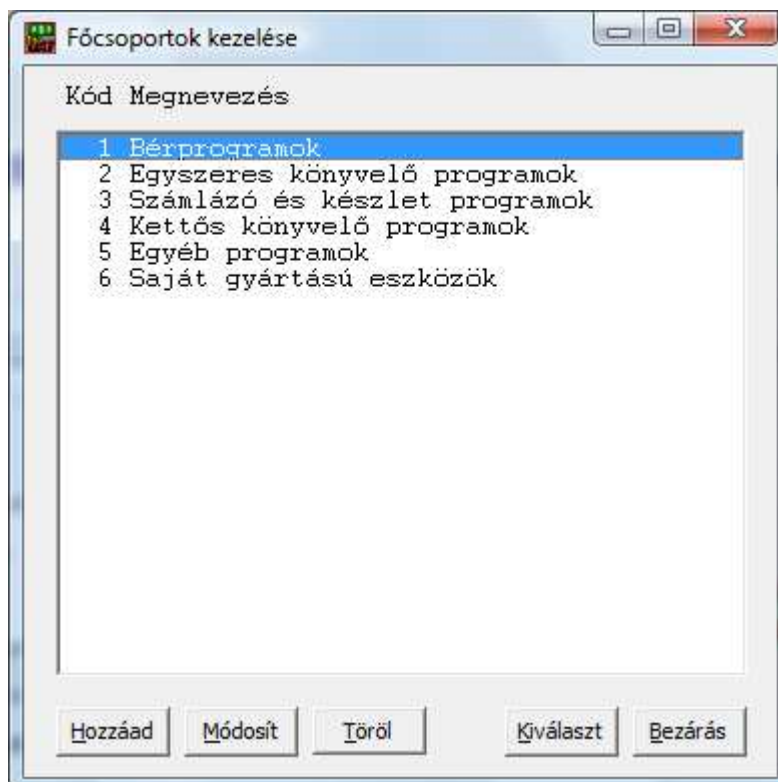 Főcsoportok kezelése
Kód Megnevezés
1 Bérprogramok
2 Egyszeres könyvelő programok
3 Számlázó és készlet programok
4 Kettős könyvelő programok
5 Egyéb programok
6 Saját gyártású eszközök
Hozzáad Módosít Töröl Kiválaszt Bezárás